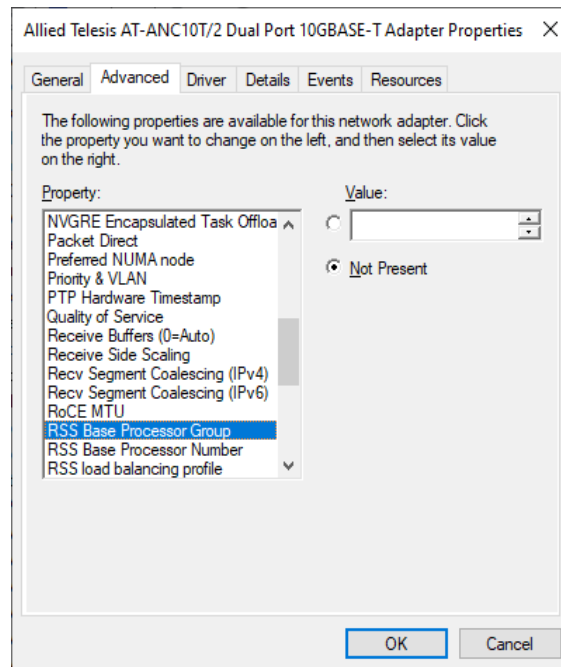 Allied Telesis AT-ANC10T/2 Dual Port 10GBASE-T Adapter Properties
General Advanced Driver Details Events Resources
The following properties are available for this network adapter. Click
the property you want to change on the left, and then select its value
on the right.
Property: Value:
NVGRE Encapsulated Task Offloa
Packet Direct
Preferred NUMA node
Priority & VLAN
Not Present
PTP Hardware Timestamp
Quality of Service
Receive Buffers (0=Auto)
Receive Side Scaling
Recv Segment Coalescing (IPv4)
Recv Segment Coalescing (IPv6)
RoCE MTU
RSS Base Processor Group
RSS Base Processor Number
RSS load balancing profile
OK Cancel